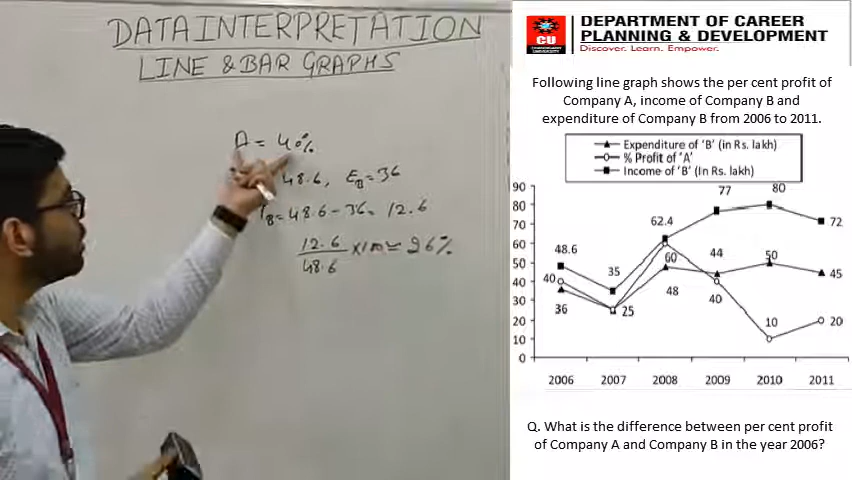 DATA INTERPRETATION
LINE & BAR GRAPHS
A = 40%
48.6, EB = 36
B = 48.6 - 36 = 12.6
12.6
48.6
×100 = 26%
CU
CHANDIGARH UNIVERSITY
DEPARTMENT OF CAREER
PLANNING & DEVELOPMENT
Discover. Learn. Empower.
Following line graph shows the per cent profit of
Company A, income of Company B and
expenditure of Company B from 2006 to 2011.
Expenditure of 'B' (in Rs. lakh)
% Profit of 'A'
Income of 'B' (In Rs. lakh)
90
80
70
60
50
40
30
20
10
0
48.6
40
36
35
25
62.4
60
48
77
44
40
80
50
10
72
45
20
2006 2007 2008 2009 2010 2011
Q. What is the difference between per cent profit
of Company A and Company B in the year 2006?